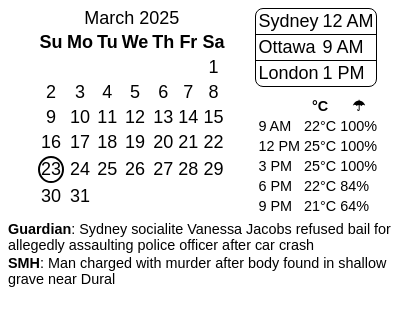 March 2025
Su Mo Tu We Th Fr Sa
1
2 3 4 5 6 7 8
9 10 11 12 13 14 15
16 17 18 19 20 21 22
23 24 25 26 27 28 29
30 31
Sydney 12 AM
Ottawa 9 AM
London 1 PM
°C ☂
9 AM 22°C 100%
12 PM 25°C 100%
3 PM 25°C 100%
6 PM 22°C 84%
9 PM 21°C 64%
Guardian: Sydney socialite Vanessa Jacobs refused bail for
allegedly assaulting police officer after car crash
SMH: Man charged with murder after body found in shallow
grave near Dural